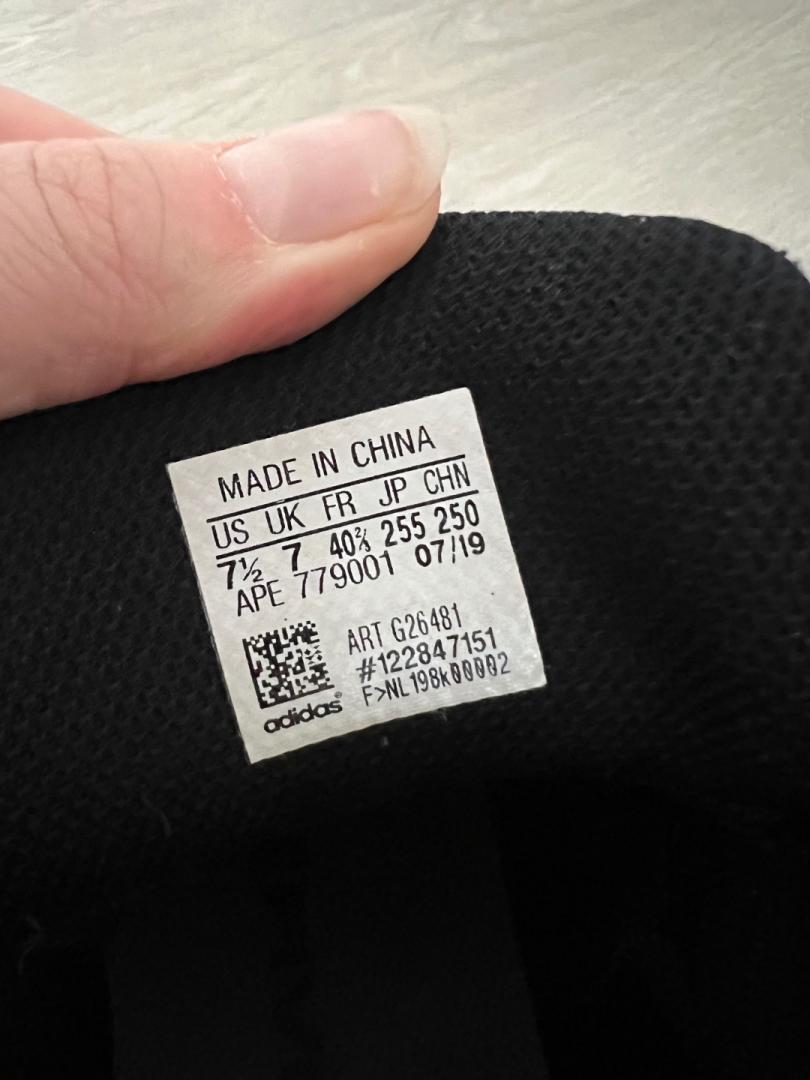 MADE IN CHINA
US UK FR JP CHN
7½ 7 40⅔ 255 250
APE 779001 07/19
ART G26481
#122847151
F>NL198k00002
adidas®